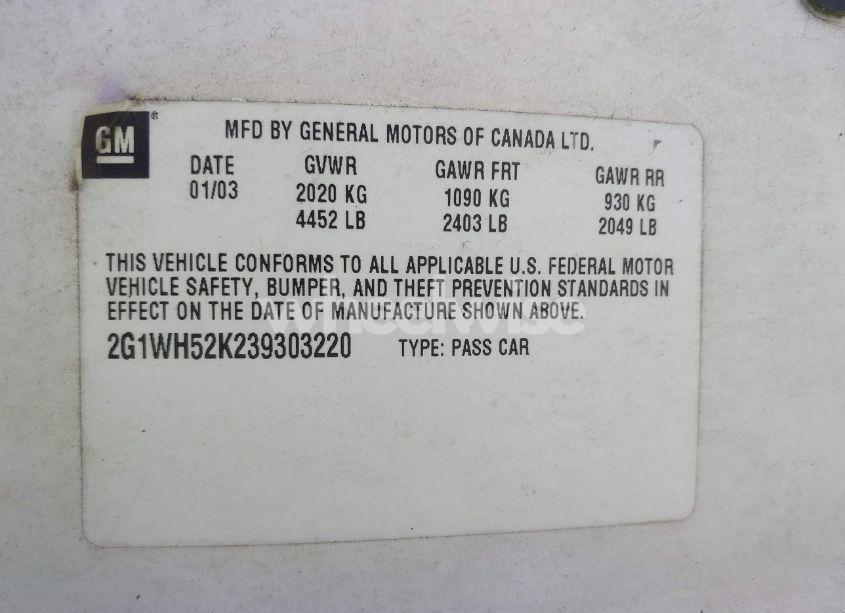 GM
MFD BY GENERAL MOTORS OF CANADA LTD.
DATE GVWR GAWR FRT GAWR RR
01/03 2020 KG 1090 KG 930 KG
4452 LB 2403 LB 2049 LB
THIS VEHICLE CONFORMS TO ALL APPLICABLE U.S. FEDERAL MOTOR
VEHICLE SAFETY, BUMPER, AND THEFT PREVENTION STANDARDS IN
EFFECT ON THE DATE OF MANUFACTURE SHOWN ABOVE.
wheelwise
2G1WH52K239303220 TYPE: PASS CAR